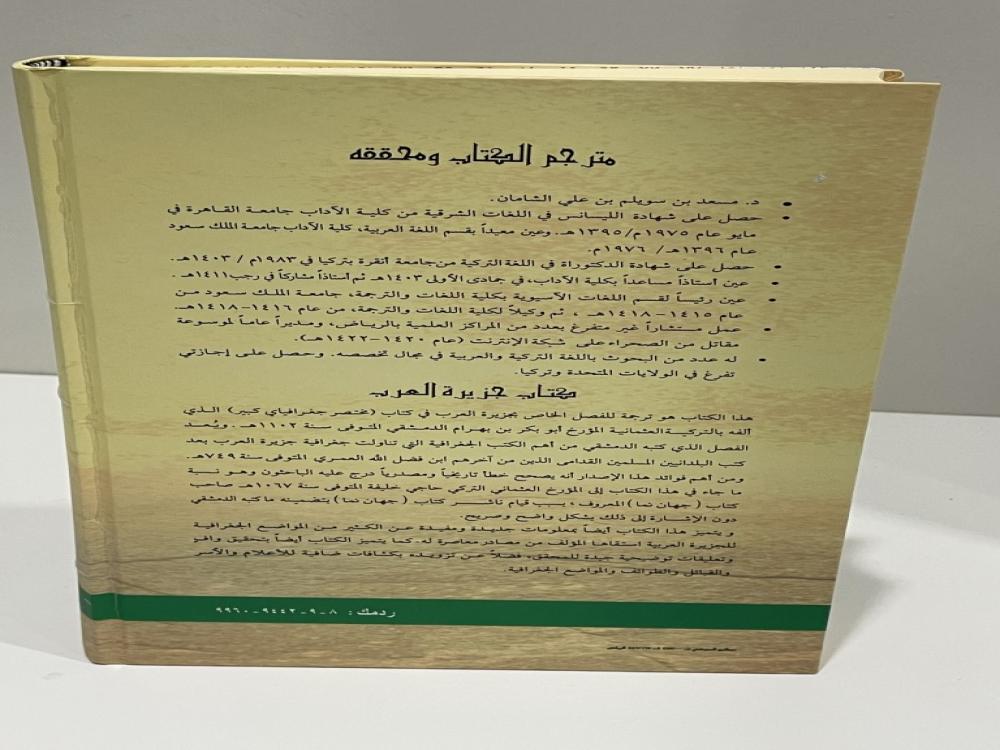 مترجم الكتاب ومحققه
• د. مسعد بن سويلم بن علي الشامان.
• حصل على شهادة الليسانس في اللغات الشرقية من كلية الآداب جامعة القاهرة في
مايو عام ١٩٧٥م/١٣٩٥هـ. وعين معيداً بقسم اللغة العربية، كلية الآداب جامعة الملك سعود
عام ١٣٩٦هـ/ ١٩٧٦م.
• حصل على شهادة الدكتوراة في اللغة التركية من جامعة أنقرة بتركيا في ١٩٨٣م / ١٤٠٣هـ.
• عين أستاذاً مساعداً بكلية الآداب، في جمادى الأولى ١٤٠٣هـ ثم أستاذاً مشاركاً في رجب ١٤١١هـ.
• عين رئيساً لقسم اللغات الآسيوية بكلية اللغات والترجمة، جامعة الملك سعود من
عام ١٤١٥-١٤١٨هـ ، ثم وكيلاً لكلية اللغات والترجمة، من عام ١٤١٦-١٤١٨هـ.
• عمل مستشاراً غير متفرغ بعدد من المراكز العلمية بالرياض، ومديراً عاماً لموسوعة
مقاتل من الصحراء على شبكة الإنترنت (عام ١٤٢٠-١٤٢٢هـ).
• له عدد من البحوث باللغة التركية والعربية في مجال تخصصه. وحصل على إجازتي
تفرغ في الولايات المتحدة وتركيا.
كتاب جزيرة العرب
هذا الكتاب هو ترجمة للفصل الخاص بجزيرة العرب في كتاب (مختصر جغرافياي كبير) الذي
ألفه بالتركية العثمانية المؤرخ أبو بكر بن بهرام الدمشقي المتوفى سنة ١١٠٢هـ. ويُعد
الفصل الذي كتبه الدمشقي من أهم الكتب الجغرافية التي تناولت جغرافية جزيرة العرب بعد
كتب البلدانيين المسلمين القدامى الذين من آخرهم ابن فضل الله العمري المتوفى سنة ٧٤٩هـ.
ومن أهم فوائد هذا الإصدار أنه يصحح خطأ تاريخياً ومصدرياً درج عليه الباحثون وهو نسبة
ما جاء في هذا الكتاب إلى المؤرخ العثماني التركي حاجي خليفة المتوفى سنة ١٠٦٧هـ صاحب
كتاب (جهان نما) المعروف، بسبب قيام ناشر كتاب (جهان نما) بتضمينه ما كتبه الدمشقي
دون الإشارة إلى ذلك بشكل واضح وصريح.
ويتميز هذا الكتاب أيضاً بمعلومات جديدة ومفيدة عن الكثير من المواضع الجغرافية
للجزيرة العربية استقاها المؤلف من مصادر معاصرة له، كما يتميز الكتاب أيضاً بتحقيق وافٍ
وتعليقات توضيحية جيدة للمحقق، فضلاً عن تزويده بكشافات ضافية للأعلام والأسر
والقبائل والطوائف والمواضع الجغرافية.
ردمك: ٨-٩-٩٤٤٢-٩٩٦٠